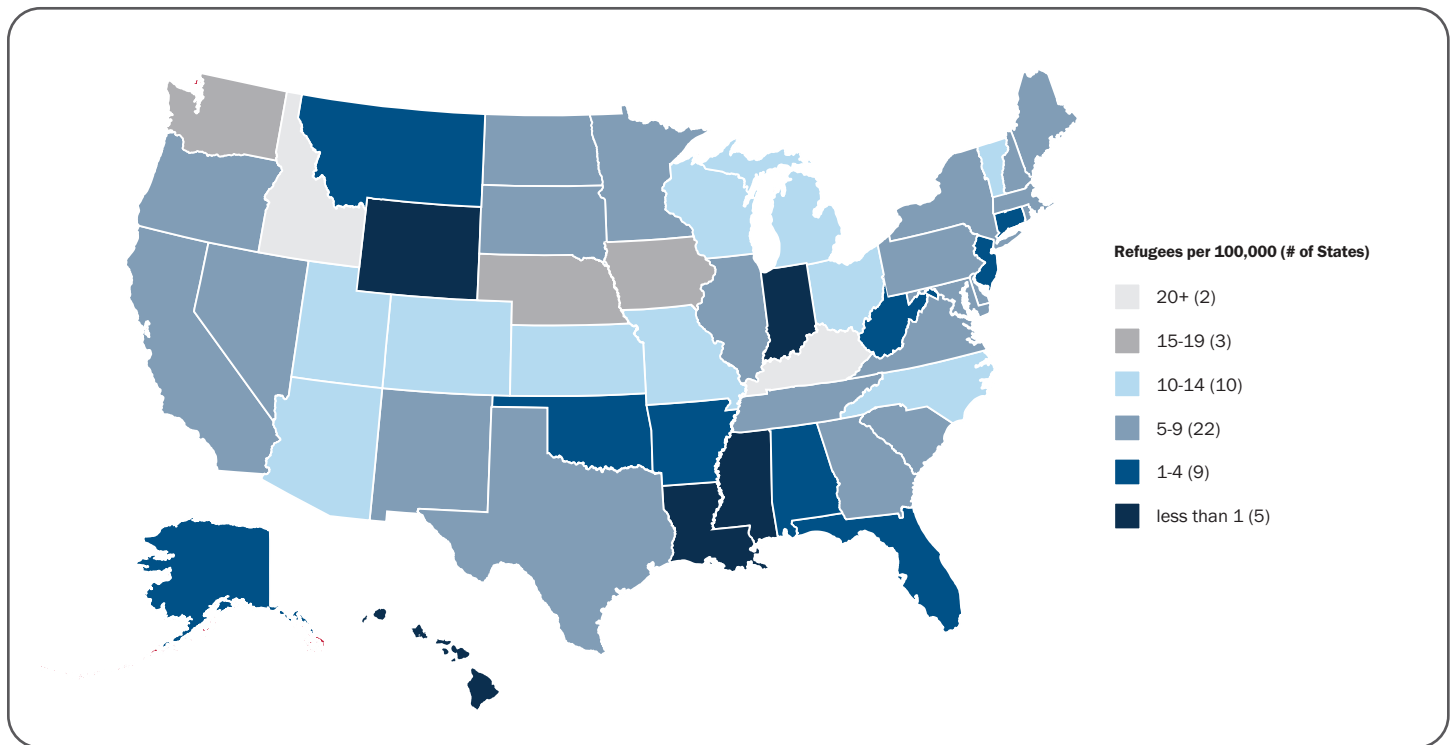 Refugees per 100,000 (# of States)
20+ (2)
15-19 (3)
10-14 (10)
5-9 (22)
1-4 (9)
less than 1 (5)